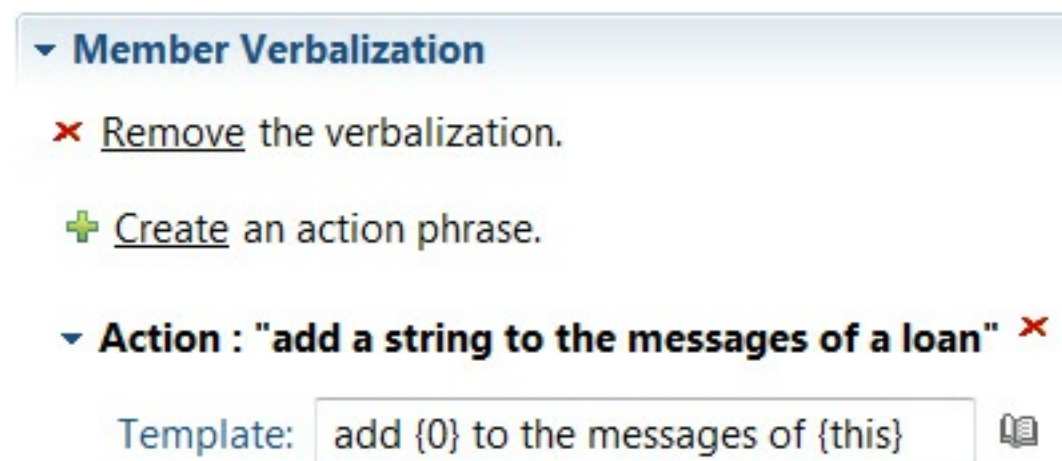 Member Verbalization
Remove the verbalization.
Create an action phrase.
Action : "add a string to the messages of a loan"
Template: add {0} to the messages of {this}